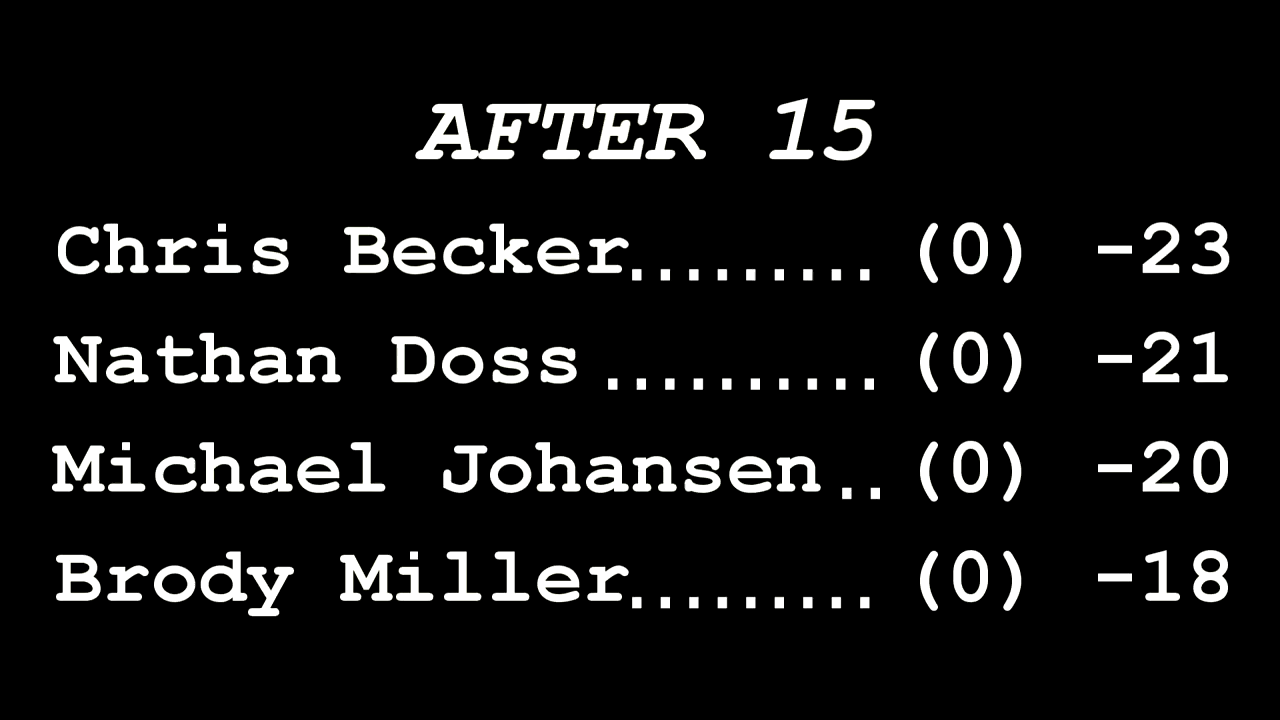 AFTER 15
Chris Becker......... (0) -23
Nathan Doss .......... (0) -21
Michael Johansen .. (0) -20
Brody Miller......... (0) -18